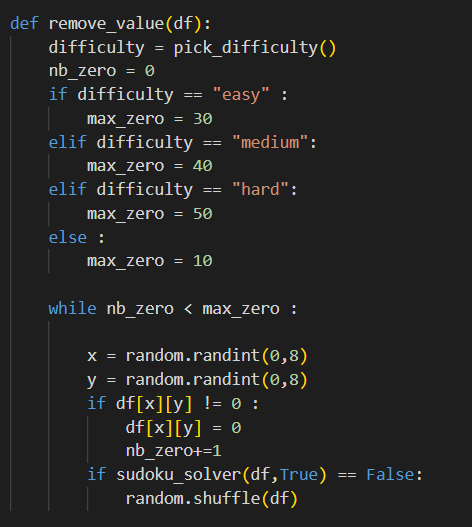 def remove_value(df):
    difficulty = pick_difficulty()
    nb_zero = 0
    if difficulty == "easy" :
        max_zero = 30
    elif difficulty == "medium":
        max_zero = 40
    elif difficulty == "hard":
        max_zero = 50
    else :
        max_zero = 10

    while nb_zero < max_zero :

        x = random.randint(0,8)
        y = random.randint(0,8)
        if df[x][y] != 0 :
            df[x][y] = 0
            nb_zero+=1
        if sudoku_solver(df,True) == False:
            random.shuffle(df)